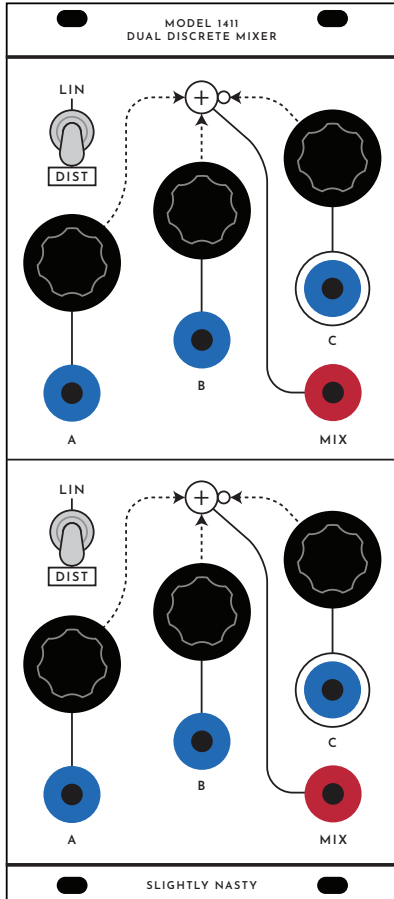 MODEL 1411
DUAL DISCRETE MIXER
LIN
DIST
C
B
A
MIX
LIN
DIST
C
B
A
MIX
SLIGHTLY NASTY